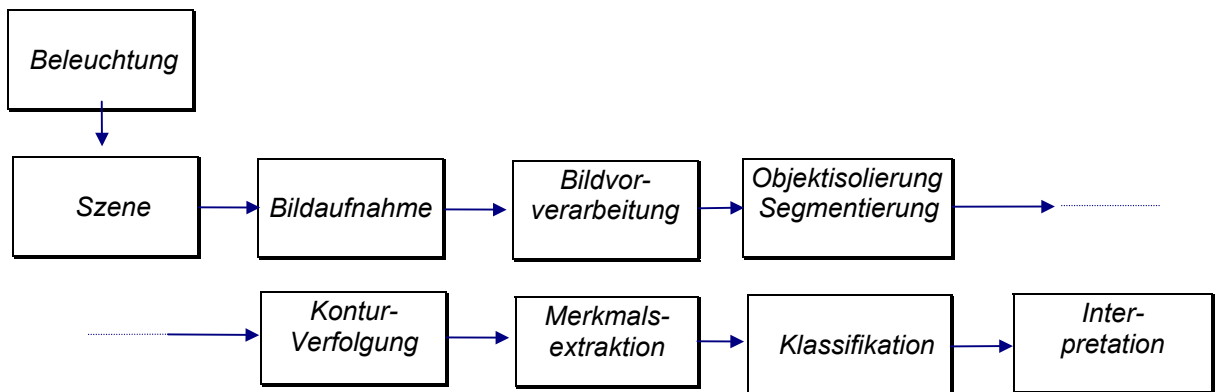 Beleuchtung
Szene
Bildaufnahme
Bildvor-
verarbeitung
Objektisolierung
Segmentierung
Kontur-
Verfolgung
Merkmals-
extraktion
Klassifikation
Inter-
pretation